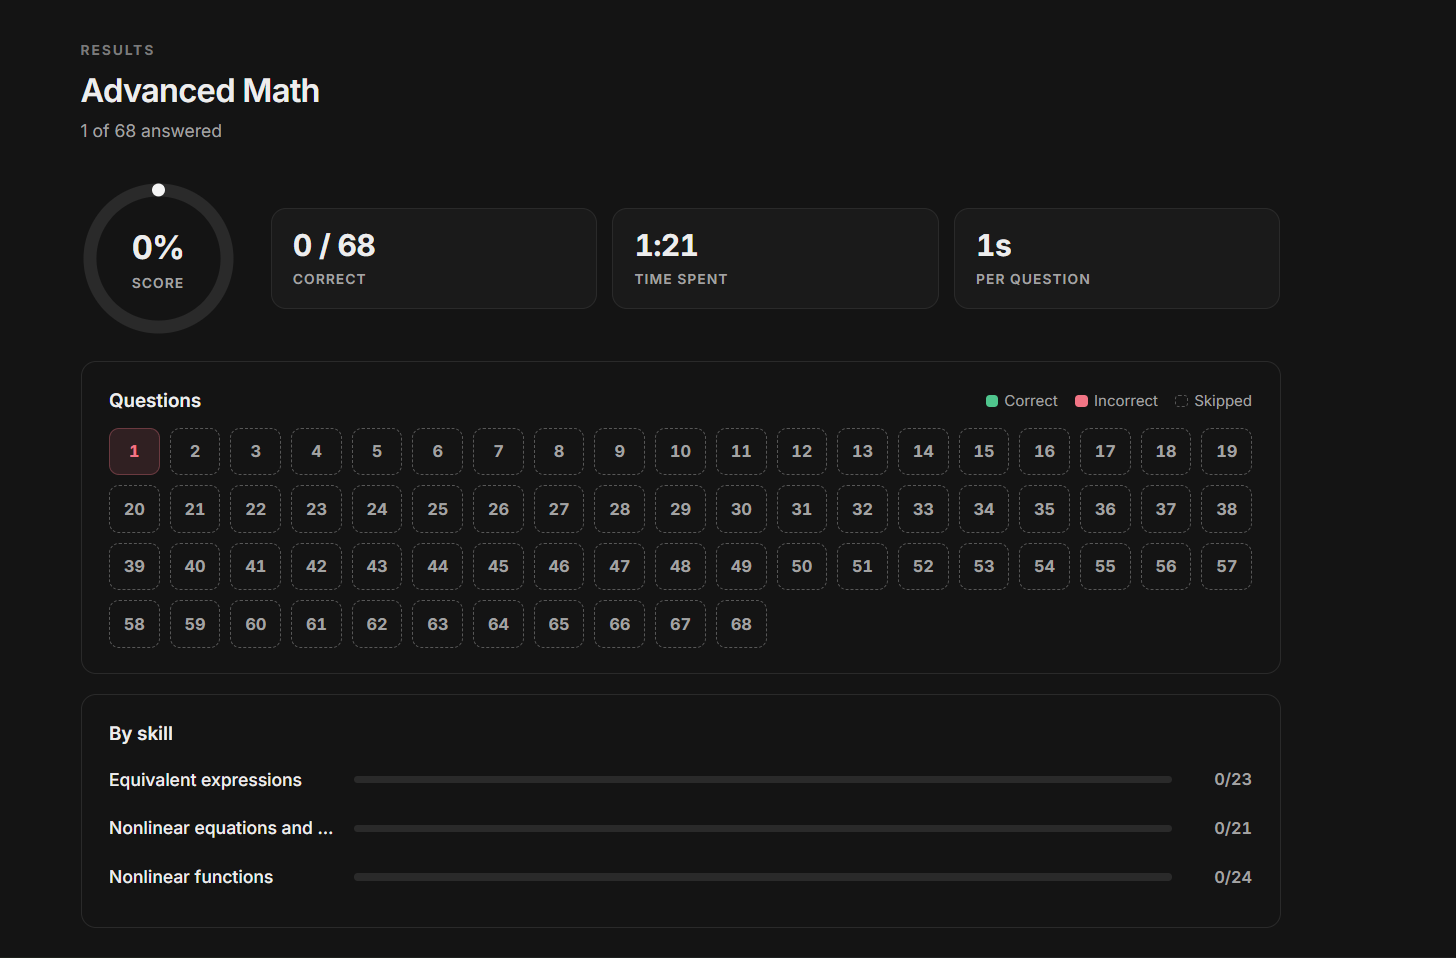 RESULTS
Advanced Math
1 of 68 answered
0%
SCORE
0 / 68
CORRECT
1:21
TIME SPENT
1s
PER QUESTION
Questions
Correct Incorrect Skipped
1 2 3 4 5 6 7 8 9 10 11 12 13 14 15 16 17 18 19
20 21 22 23 24 25 26 27 28 29 30 31 32 33 34 35 36 37 38
39 40 41 42 43 44 45 46 47 48 49 50 51 52 53 54 55 56 57
58 59 60 61 62 63 64 65 66 67 68
By skill
Equivalent expressions 0/23
Nonlinear equations and ... 0/21
Nonlinear functions 0/24